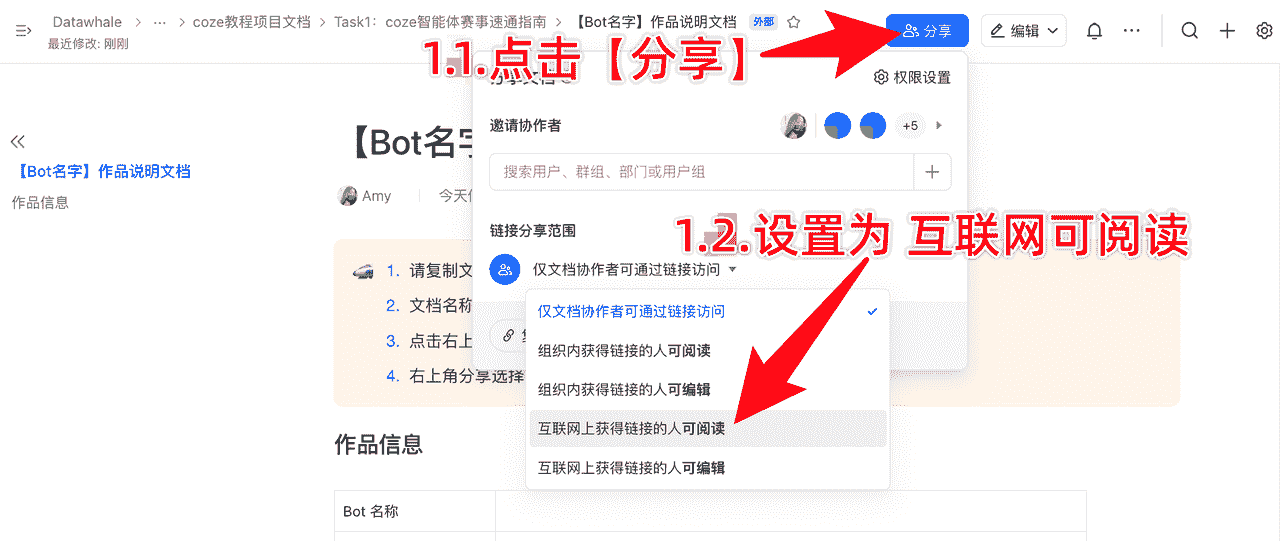 Datawhale > ··· > coze教程项目文档 > Task1：coze智能体赛事速通指南 > 【Bot名字】作品说明文档 外部
最近修改: 刚刚
分享
编辑
1.1.点击【分享】
权限设置
邀请协作者
+5
搜索用户、群组、部门或用户组
【Bot名字】作品说明文档
作品信息
【Bot名
Amy
今天
链接分享范围
1.2.设置为 互联网可阅读
仅文档协作者可通过链接访问
仅文档协作者可通过链接访问
组织内获得链接的人可阅读
组织内获得链接的人可编辑
互联网上获得链接的人可阅读
互联网上获得链接的人可编辑
1. 请复制文
2. 文档名称
3. 点击右上
4. 右上角分享选择
作品信息
Bot 名称